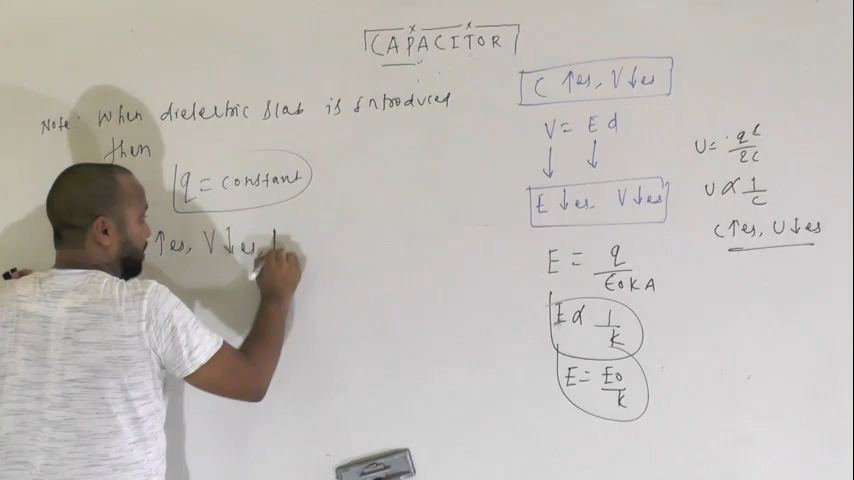 CAPACITOR
Note: When dielectric slab is introduced
then
q = constant
↑es, V↓es,
C ↑es, V↓es
V = Ed
↓ ↓
E ↓es V↓es
E = q / ε0KA
E ∝ 1/K
E = E0/K
U = q²/2C
U ∝ 1/C
C↑es, U↓es